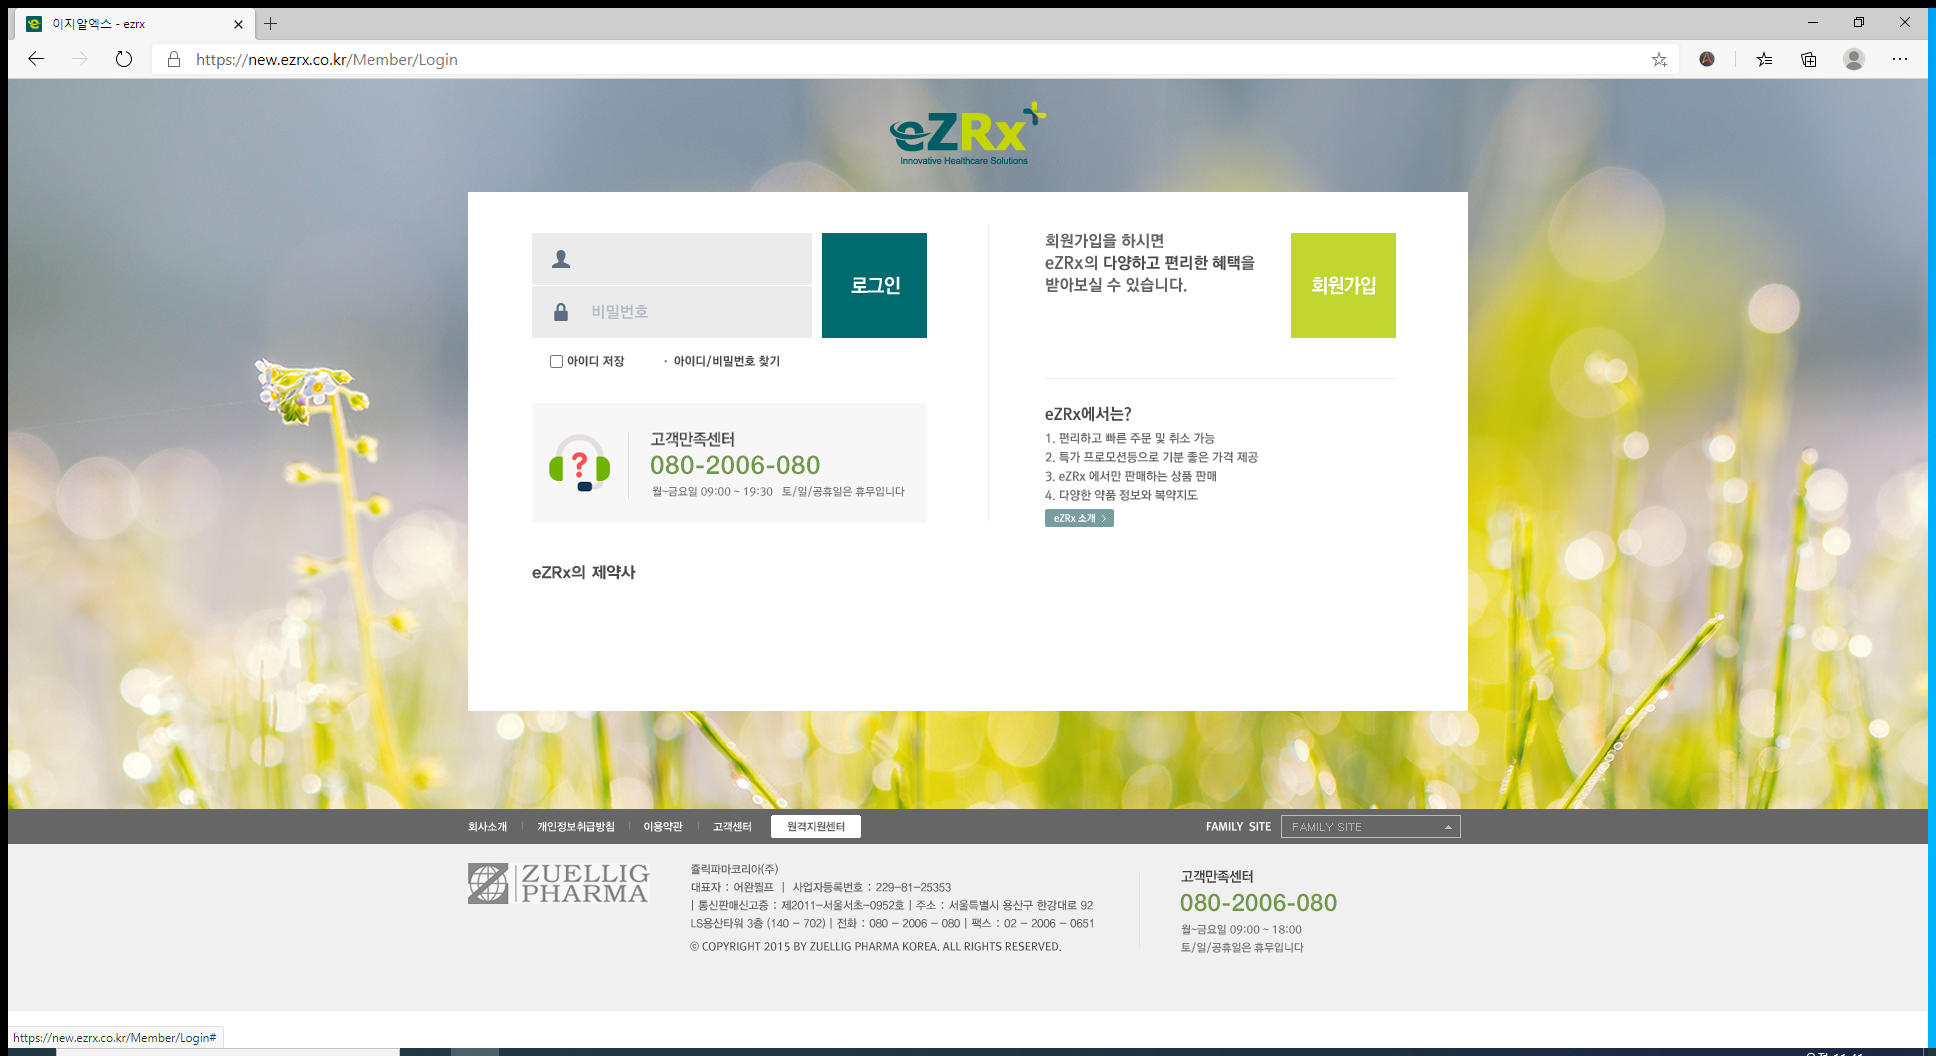 이지알엑스 - ezrx
https://new.ezrx.co.kr/Member/Login
eZRx
Innovative Healthcare Solutions
비밀번호
로그인
아이디 저장
· 아이디/비밀번호 찾기
회원가입을 하시면
eZRx의 다양하고 편리한 혜택을
받아보실 수 있습니다.
회원가입
고객만족센터
080-2006-080
월~금요일 09:00 ~ 19:30 토/일/공휴일은 휴무입니다
eZRx에서는?
1. 편리하고 빠른 주문 및 취소 가능
2. 특가 프로모션등으로 기분 좋은 가격 제공
3. eZRx 에서만 판매하는 상품 판매
4. 다양한 약품 정보와 복약지도
eZRx 소개 >
eZRx의 제약사
회사소개 | 개인정보취급방침 | 이용약관 | 고객센터
원격지원센터
FAMILY SITE
FAMILY SITE
ZUELLIG
PHARMA
쥴릭파마코리아(주)
대표자 : 어완뷜프 | 사업자등록번호 : 229-81-25353
| 통신판매신고증 : 제2011-서울서초-0952호 | 주소 : 서울특별시 용산구 한강대로 92
LS용산타워 3층 (140 - 702) | 전화 : 080 - 2006 - 080 | 팩스 : 02 - 2006 - 0651
© COPYRIGHT 2015 BY ZUELLIG PHARMA KOREA. ALL RIGHTS RESERVED.
고객만족센터
080-2006-080
월~금요일 09:00 ~ 18:00
토/일/공휴일은 휴무입니다
https://new.ezrx.co.kr/Member/Login#